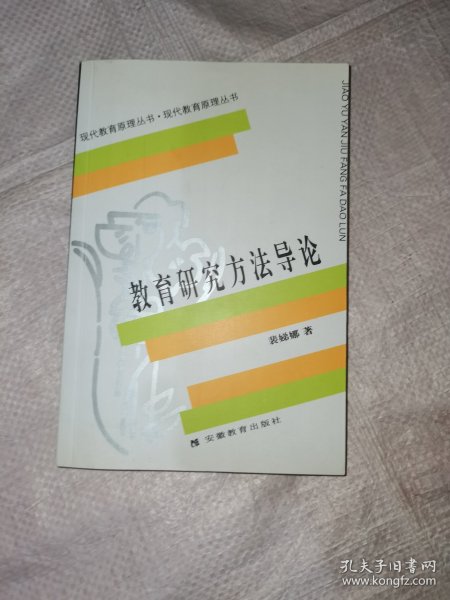 现代教育原理丛书·现代教育原理丛书
JIAO YU YAN JIU FANG FA DAO LUN
教育研究方法导论
裴娣娜 著
安徽教育出版社
孔夫子旧书网
www.kongfz.com